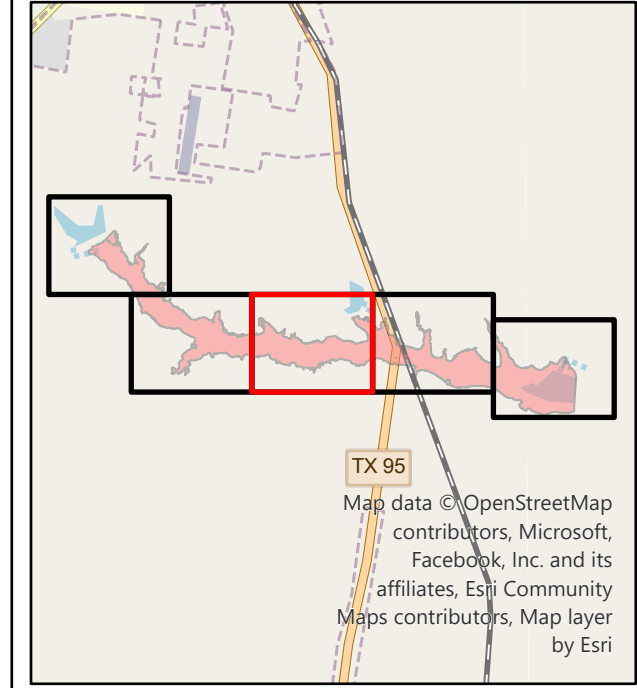 TX 95
Map data © OpenStreetMap
contributors, Microsoft,
Facebook, Inc. and its
affiliates, Esri Community
Maps contributors, Map layer
by Esri